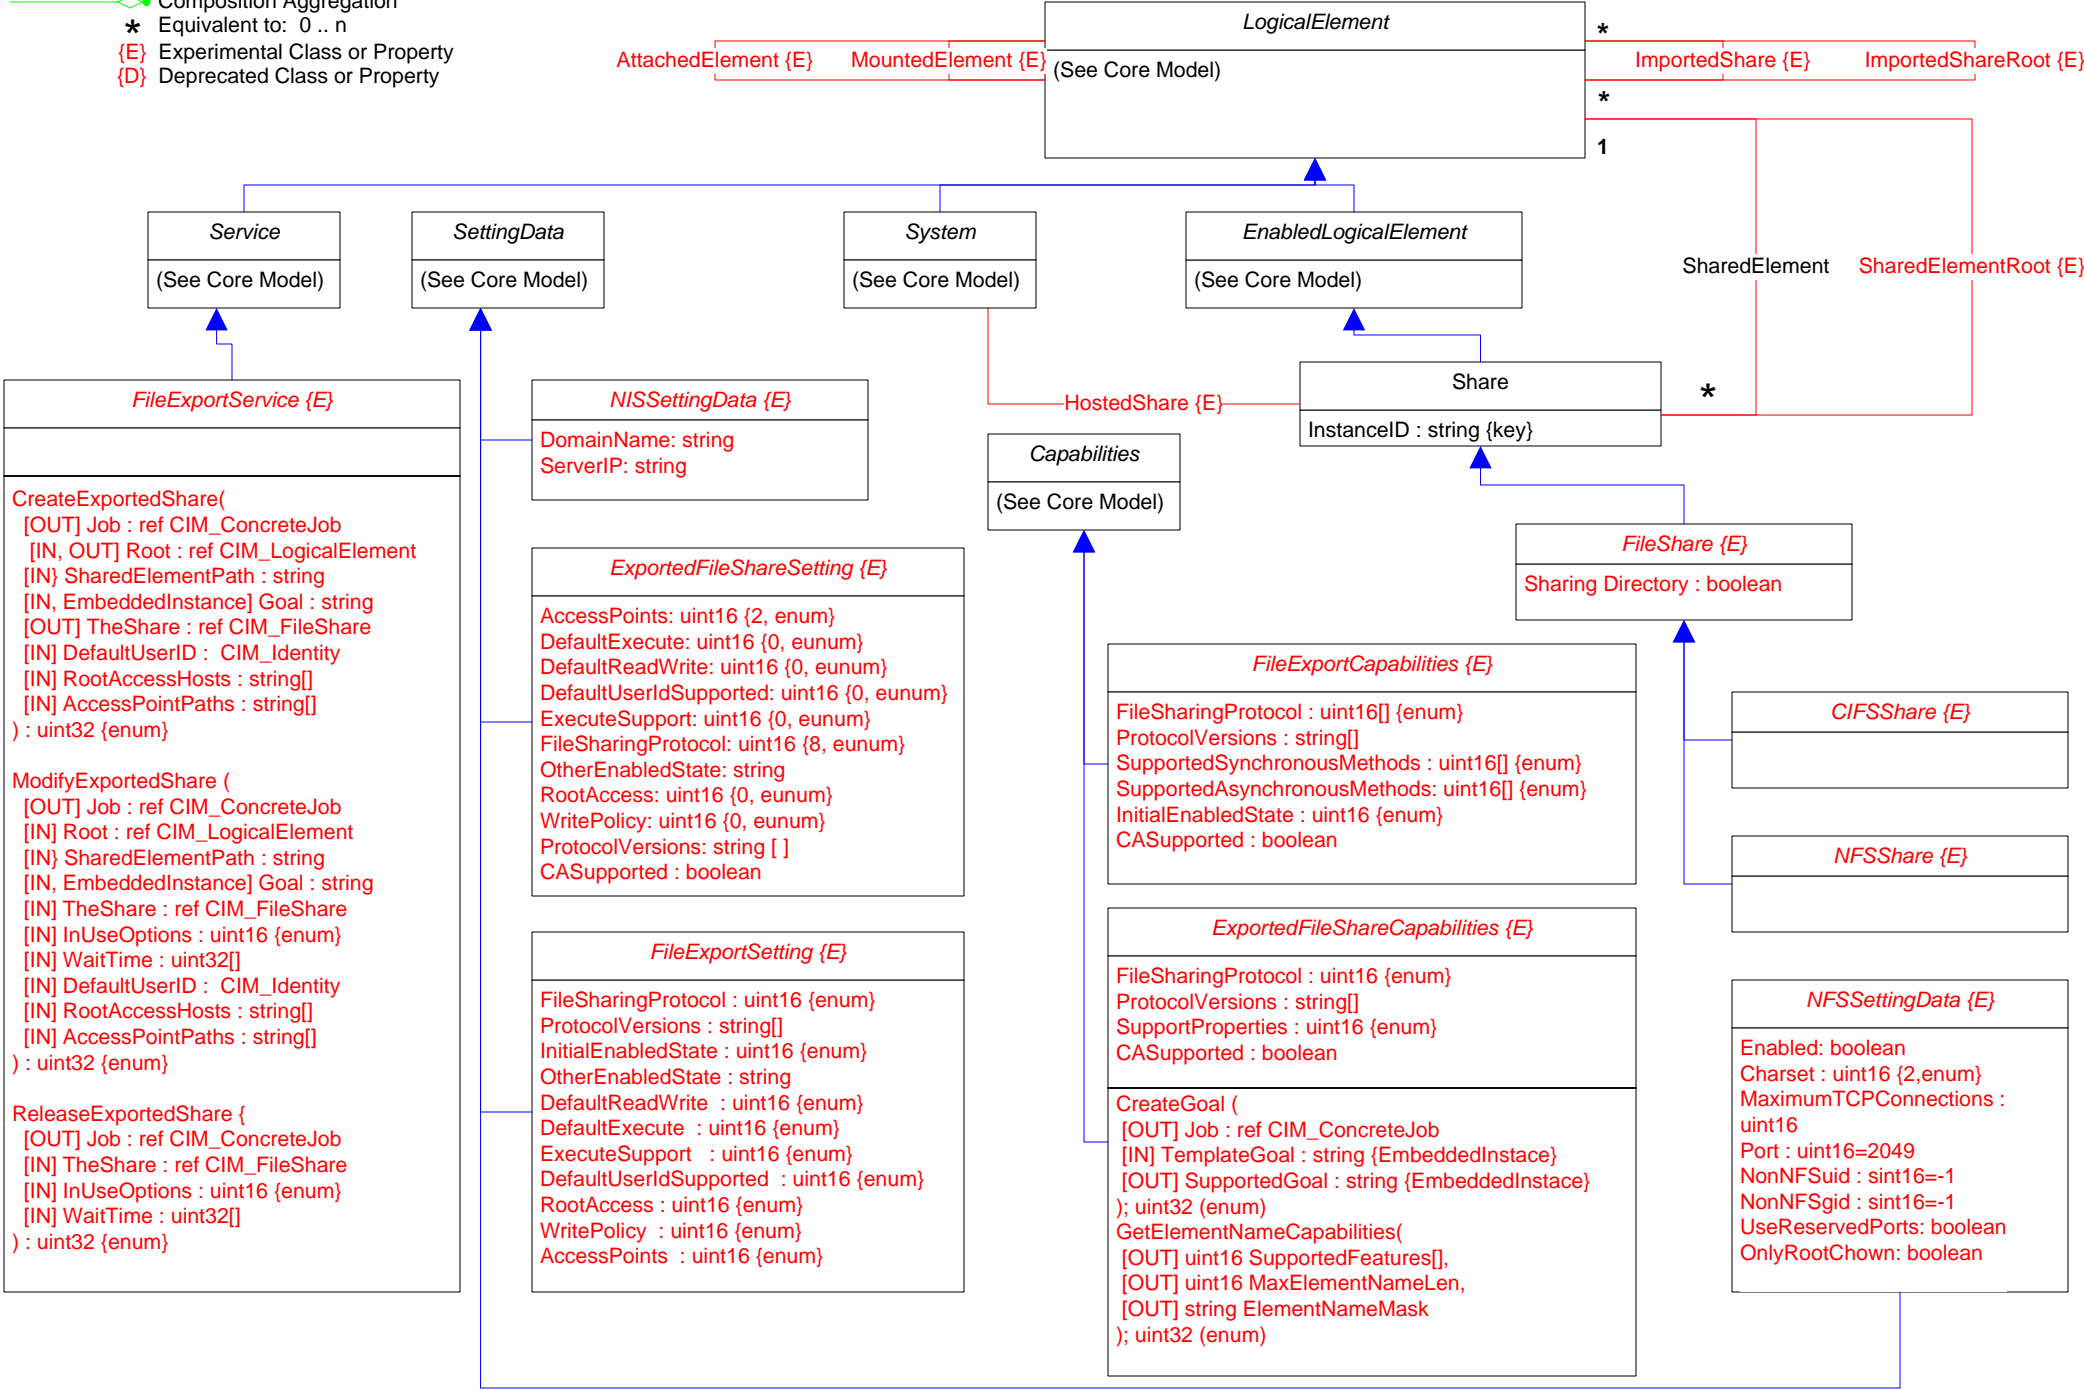 Composition Aggregation
* Equivalent to: 0 .. n
{E} Experimental Class or Property
{D} Deprecated Class or Property
LogicalElement
(See Core Model)
AttachedElement {E}
MountedElement {E}
*
ImportedShare {E}
ImportedShareRoot {E}
*
1
Service
(See Core Model)
SettingData
(See Core Model)
System
(See Core Model)
EnabledLogicalElement
(See Core Model)
SharedElement
SharedElementRoot {E}
*
HostedShare {E}
Share
InstanceID : string {key}
FileExportService {E}
CreateExportedShare(
[OUT] Job : ref CIM_ConcreteJob
[IN, OUT] Root : ref CIM_LogicalElement
[IN} SharedElementPath : string
[IN, EmbeddedInstance] Goal : string
[OUT] TheShare : ref CIM_FileShare
[IN] DefaultUserID : CIM_Identity
[IN] RootAccessHosts : string[]
[IN] AccessPointPaths : string[]
) : uint32 {enum}
ModifyExportedShare (
[OUT] Job : ref CIM_ConcreteJob
[IN] Root : ref CIM_LogicalElement
[IN} SharedElementPath : string
[IN, EmbeddedInstance] Goal : string
[IN] TheShare : ref CIM_FileShare
[IN] InUseOptions : uint16 {enum}
[IN] WaitTime : uint32[]
[IN] DefaultUserID : CIM_Identity
[IN] RootAccessHosts : string[]
[IN] AccessPointPaths : string[]
) : uint32 {enum}
ReleaseExportedShare {
[OUT] Job : ref CIM_ConcreteJob
[IN] TheShare : ref CIM_FileShare
[IN] InUseOptions : uint16 {enum}
[IN] WaitTime : uint32[]
) : uint32 {enum}
NISSettingData {E}
DomainName: string
ServerIP: string
ExportedFileShareSetting {E}
AccessPoints: uint16 {2, enum}
DefaultExecute: uint16 {0, eunum}
DefaultReadWrite: uint16 {0, eunum}
DefaultUserIdSupported: uint16 {0, eunum}
ExecuteSupport: uint16 {0, eunum}
FileSharingProtocol: uint16 {8, eunum}
OtherEnabledState: string
RootAccess: uint16 {0, eunum}
WritePolicy: uint16 {0, eunum}
ProtocolVersions: string [ ]
CASupported : boolean
FileExportSetting {E}
FileSharingProtocol : uint16 {enum}
ProtocolVersions : string[]
InitialEnabledState : uint16 {enum}
OtherEnabledState : string
DefaultReadWrite : uint16 {enum}
DefaultExecute : uint16 {enum}
ExecuteSupport : uint16 {enum}
DefaultUserIdSupported : uint16 {enum}
RootAccess : uint16 {enum}
WritePolicy : uint16 {enum}
AccessPoints : uint16 {enum}
Capabilities
(See Core Model)
FileExportCapabilities {E}
FileSharingProtocol : uint16[] {enum}
ProtocolVersions : string[]
SupportedSynchronousMethods : uint16[] {enum}
SupportedAsynchronousMethods: uint16[] {enum}
InitialEnabledState : uint16 {enum}
CASupported : boolean
ExportedFileShareCapabilities {E}
FileSharingProtocol : uint16 {enum}
ProtocolVersions : string[]
SupportProperties : uint16 {enum}
CASupported : boolean
CreateGoal (
[OUT] Job : ref CIM_ConcreteJob
[IN] TemplateGoal : string {EmbeddedInstace}
[OUT] SupportedGoal : string {EmbeddedInstace}
); uint32 (enum)
GetElementNameCapabilities(
[OUT] uint16 SupportedFeatures[],
[OUT] uint16 MaxElementNameLen,
[OUT] string ElementNameMask
); uint32 (enum)
FileShare {E}
Sharing Directory : boolean
CIFSShare {E}
NFSShare {E}
NFSSettingData {E}
Enabled: boolean
Charset : uint16 {2,enum}
MaximumTCPConnections :
uint16
Port : uint16=2049
NonNFSuid : sint16=-1
NonNFSgid : sint16=-1
UseReservedPorts: boolean
OnlyRootChown: boolean